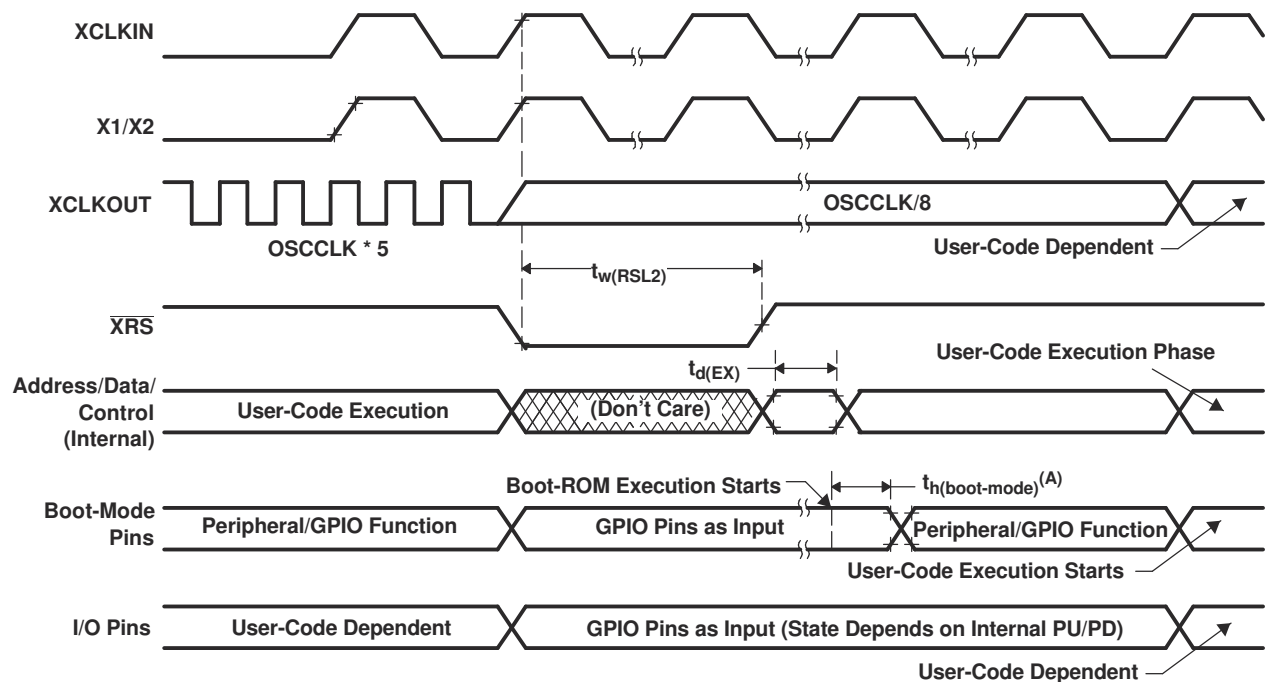 XCLKIN
X1/X2
XCLKOUT
OSCCLK * 5
OSCCLK/8
User-Code Dependent
tw(RSL2)
XRS
User-Code Execution Phase
td(EX)
Address/Data/
Control
(Internal)
User-Code Execution
(Don't Care)
Boot-ROM Execution Starts
th(boot-mode)(A)
Boot-Mode
Pins
Peripheral/GPIO Function
GPIO Pins as Input
Peripheral/GPIO Function
User-Code Execution Starts
I/O Pins
User-Code Dependent
GPIO Pins as Input (State Depends on Internal PU/PD)
User-Code Dependent